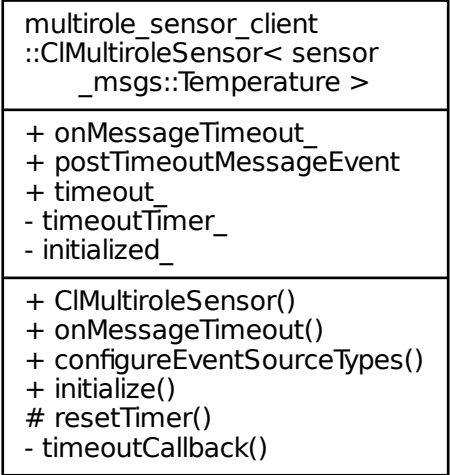 multirole_sensor_client
::ClMultiroleSensor< sensor
_msgs::Temperature >
+ onMessageTimeout_
+ postTimeoutMessageEvent
+ timeout_
- timeoutTimer_
- initialized_
+ ClMultiroleSensor()
+ onMessageTimeout()
+ configureEventSourceTypes()
+ initialize()
# resetTimer()
- timeoutCallback()